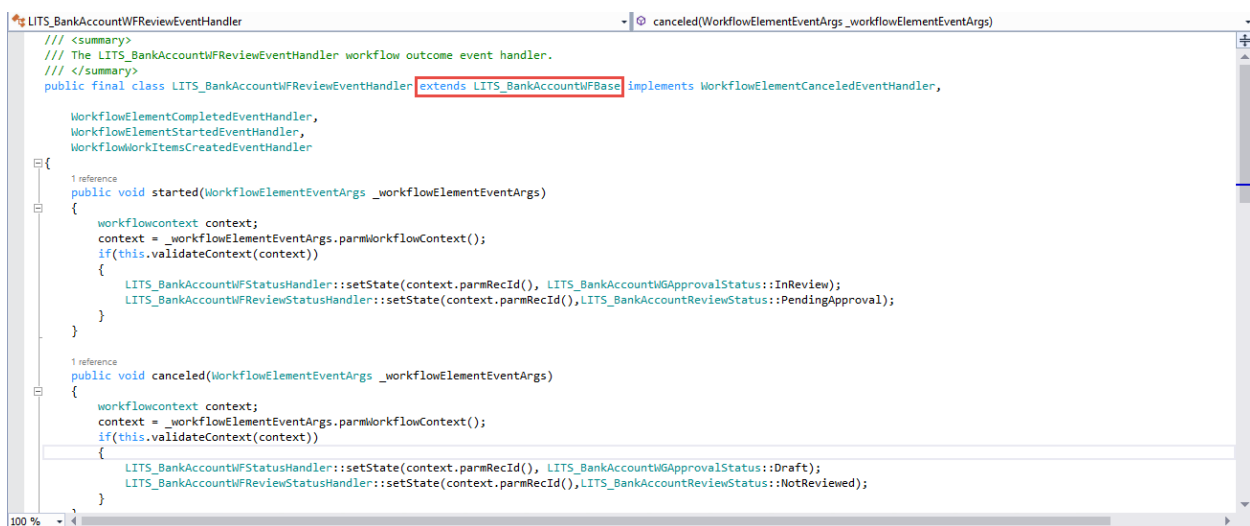 LITS_BankAccountWFReviewEventHandler canceled(WorkflowElementEventArgs _workflowElementEventArgs)
/// <summary>
/// The LITS_BankAccountWFReviewEventHandler workflow outcome event handler.
/// </summary>
public final class LITS_BankAccountWFReviewEventHandler extends LITS_BankAccountWFBase implements WorkflowElementCanceledEventHandler,
WorkflowElementCompletedEventHandler,
WorkflowElementStartedEventHandler,
WorkflowWorkItemsCreatedEventHandler
{
1 reference
public void started(WorkflowElementEventArgs _workflowElementEventArgs)
{
workflowcontext context;
context = _workflowElementEventArgs.parmWorkflowContext();
if(this.validateContext(context))
{
LITS_BankAccountWFStatusHandler::setState(context.parmRecId(), LITS_BankAccountWGApprovalStatus::InReview);
LITS_BankAccountWFReviewStatusHandler::setState(context.parmRecId(),LITS_BankAccountReviewStatus::PendingApproval);
}
}
1 reference
public void canceled(WorkflowElementEventArgs _workflowElementEventArgs)
{
workflowcontext context;
context = _workflowElementEventArgs.parmWorkflowContext();
if(this.validateContext(context))
{
LITS_BankAccountWFStatusHandler::setState(context.parmRecId(), LITS_BankAccountWGApprovalStatus::Draft);
LITS_BankAccountWFReviewStatusHandler::setState(context.parmRecId(),LITS_BankAccountReviewStatus::NotReviewed);
}
}
100 %